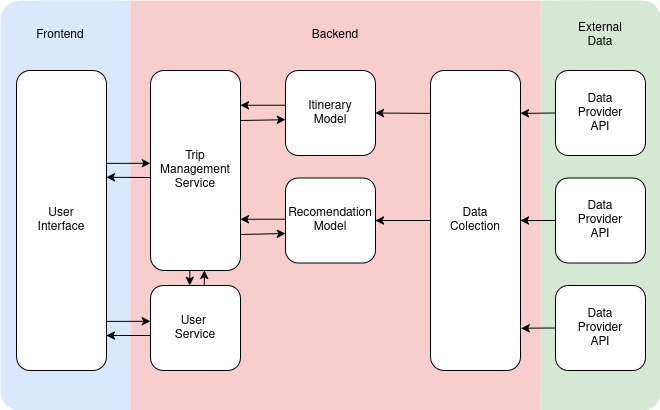 Frontend
Backend
External
Data
User
Interface
Trip
Management
Service
User
Service
Itinerary
Model
Recomendation
Model
Data
Colection
Data
Provider
API
Data
Provider
API
Data
Provider
API